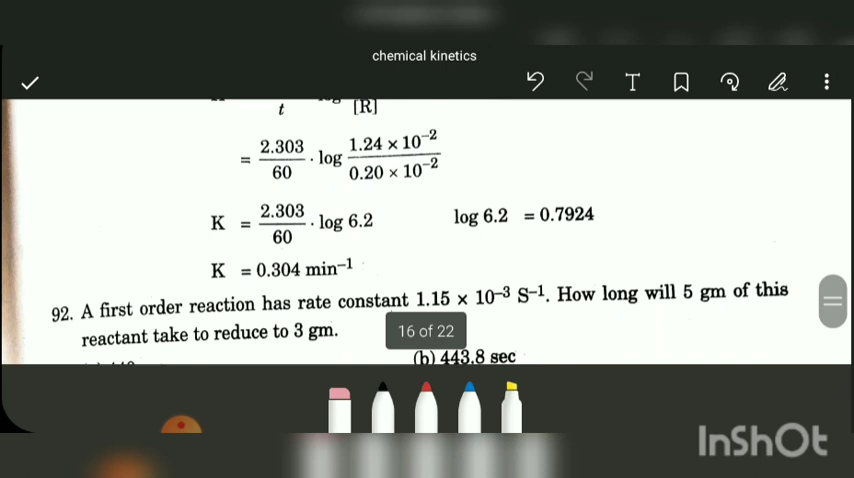 chemical kinetics
T
t [R]
= 2.303/60 · log 1.24 × 10⁻²/0.20 × 10⁻²
K = 2.303/60 · log 6.2 log 6.2 = 0.7924
K = 0.304 min⁻¹
92. A first order reaction has rate constant 1.15 × 10⁻³ S⁻¹. How long will 5 gm of this
reactant take to reduce to 3 gm.
16 of 22
(b) 443.8 sec
InShOt